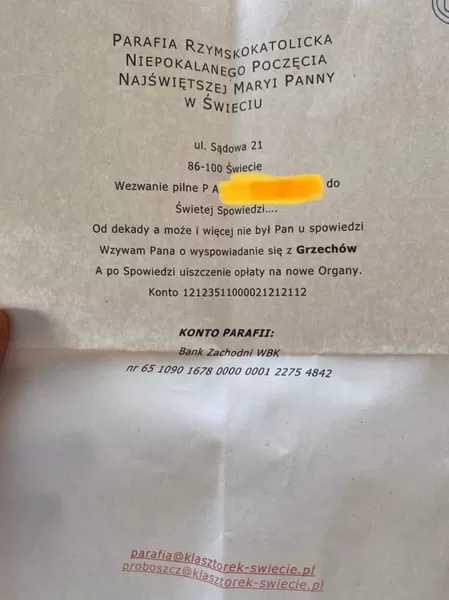 PARAFIA RZYMSKOKATOLICKA
NIEPOKALANEGO POCZĘCIA
NAJŚWIĘTSZEJ MARYI PANNY
W ŚWIECIU
ul. Sądowa 21
86-100 Świecie
Wezwanie pilne P A do
Świetej Spowiedzi....
Od dekady a może i więcej nie był Pan u spowiedzi
Wzywam Pana o wyspowiadanie się z Grzechów
A po Spowiedzi uiszczenie opłaty na nowe Organy.
Konto 12123511000021212112
KONTO PARAFII:
Bank Zachodni WBK
nr 65 1090 1678 0000 0001 2275 4842
parafia@klasztorek-swiecie.pl
proboszcz@klasztorek-swiecie.pl